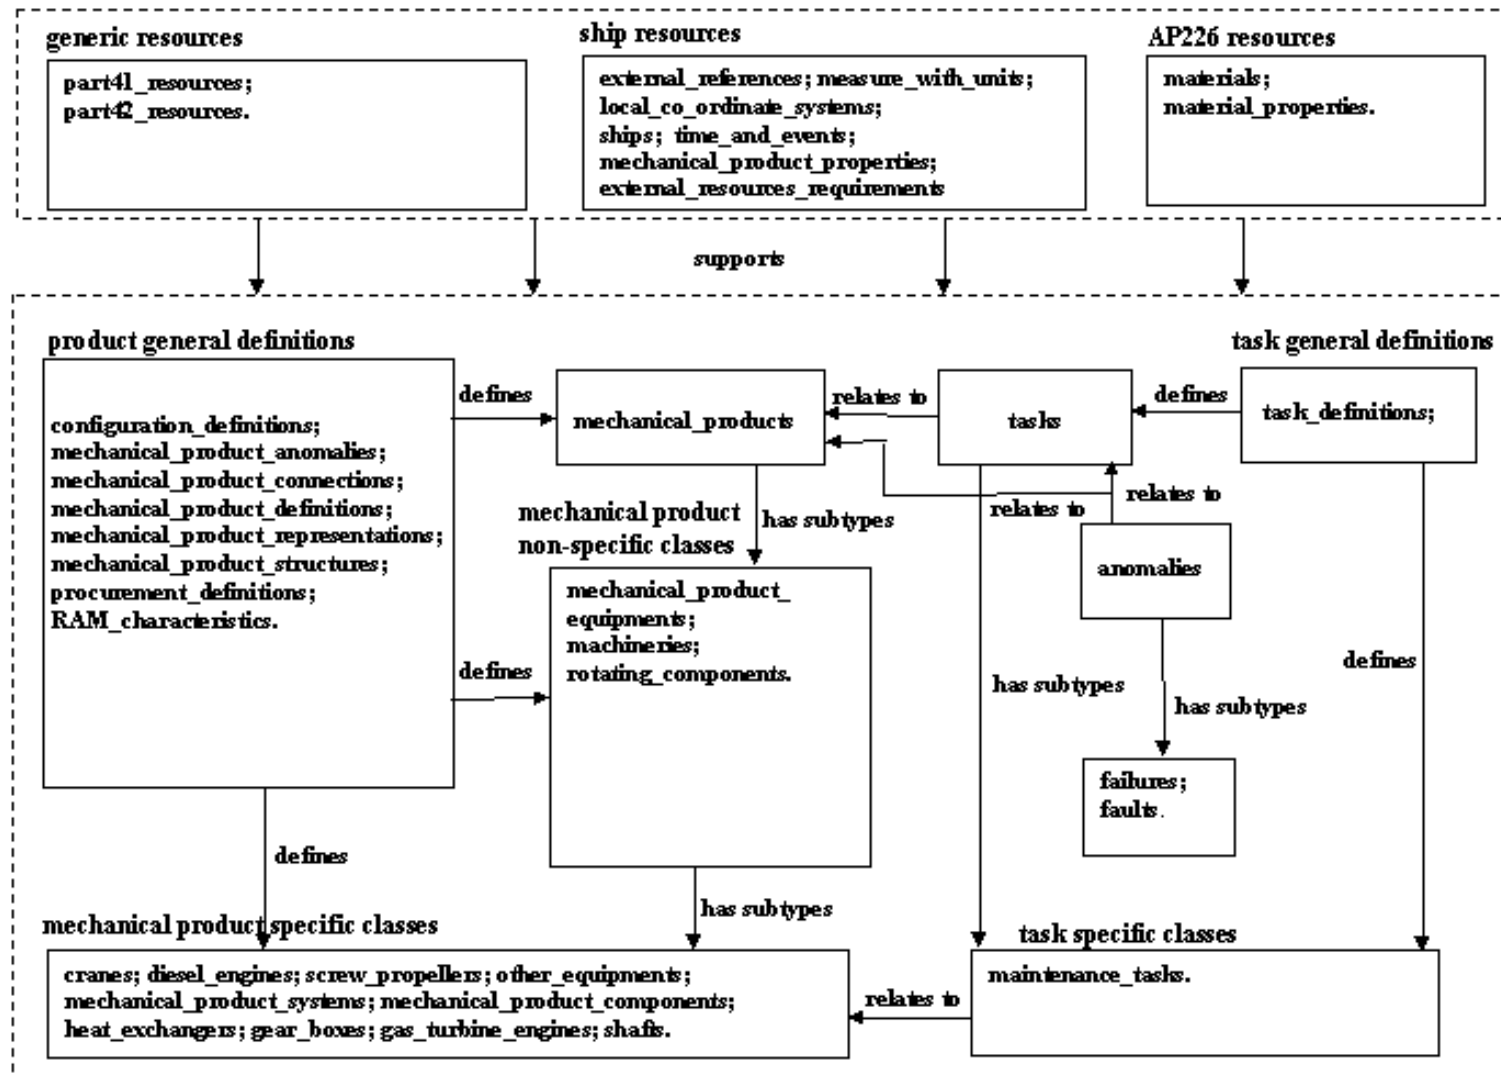 generic resources
part41_resources;
part42_resources.
ship resources
external_references; measure_with_units;
local_co_ordinate_systems;
ships; time_and_events;
mechanical_product_properties;
external_resources_requirements
AP226 resources
materials;
material_properties.
supports
product general definitions
configuration_definitions;
mechanical_product_anomalies;
mechanical_product_connections;
mechanical_product_definitions;
mechanical_product_representations;
mechanical_product_structures;
procurement_definitions;
RAM_characteristics.
defines
mechanical_products
relates to
tasks
defines
task general definitions
task_definitions;
relates to
relates to
has subtypes
mechanical product
non-specific classes
mechanical_product_
equipments;
machineries;
rotating_components.
anomalies
defines
has subtypes
has subtypes
defines
failures;
faults.
defines
has subtypes
mechanical product specific classes
cranes; diesel_engines; screw_propellers; other_equipments;
mechanical_product_systems; mechanical_product_components;
heat_exchangers; gear_boxes; gas_turbine_engines; shafts.
relates to
task specific classes
maintenance_tasks.